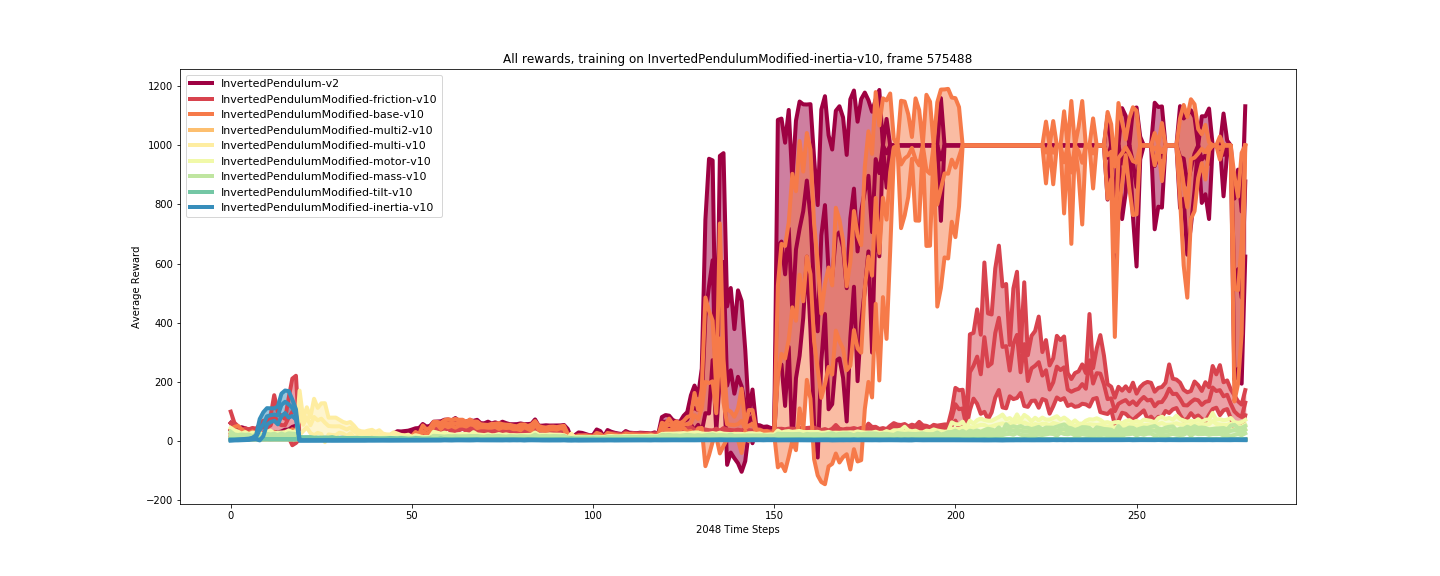 All rewards, training on InvertedPendulumModified-inertia-v10, frame 575488
InvertedPendulum-v2
InvertedPendulumModified-friction-v10
InvertedPendulumModified-base-v10
InvertedPendulumModified-multi2-v10
InvertedPendulumModified-multi-v10
InvertedPendulumModified-motor-v10
InvertedPendulumModified-mass-v10
InvertedPendulumModified-tilt-v10
InvertedPendulumModified-inertia-v10
Average Reward
1200
1000
800
600
400
200
0
−200
0 50 100 150 200 250
2048 Time Steps